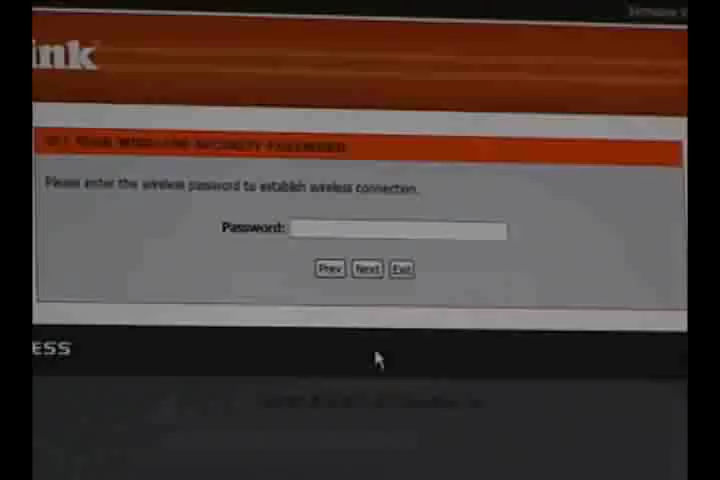 ink
SET YOUR WIRELESS SECURITY PASSWORD
Please enter the wireless password to establish wireless connection.
Password:
Prev Next Exit
ESS